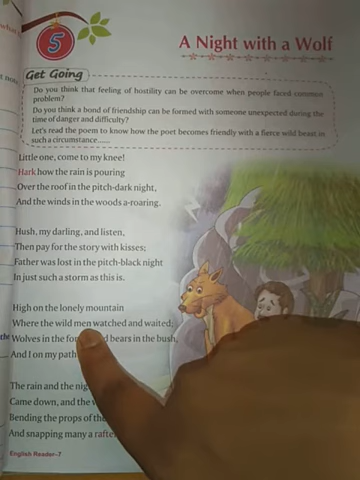 5
A Night with a Wolf
Get Going
Do you think that feeling of hostility can be overcome when people faced common
problem?
Do you think a bond of friendship can be formed with someone unexpected during the
time of danger and difficulty?
Let's read the poem to know how the poet becomes friendly with a fierce wild beast in
such a circumstance......
Little one, come to my knee!
Hark how the rain is pouring
Over the roof in the pitch-dark night,
And the winds in the woods a-roaring.
Hush, my darling, and listen,
Then pay for the story with kisses;
Father was lost in the pitch-black night
In just such a storm as this is.
High on the lonely mountain
Where the wild men watched and waited;
Wolves in the bears in the bush,
And I on my path
The rain and the
Came down, and the
Bending the props of
And snapping many a
English Reader-7